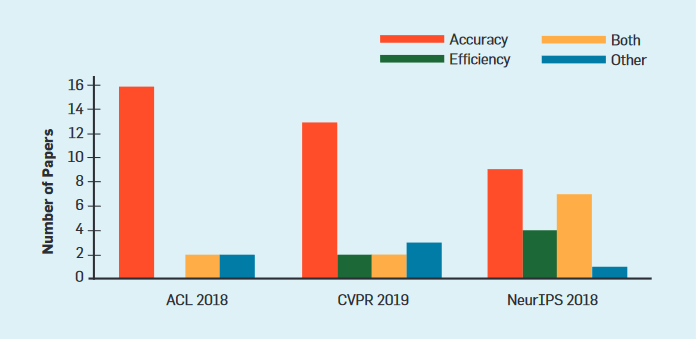 Accuracy
Both
Efficiency
Other
16
14
12
10
8
6
4
2
0
Number of Papers
ACL 2018
CVPR 2019
NeurIPS 2018